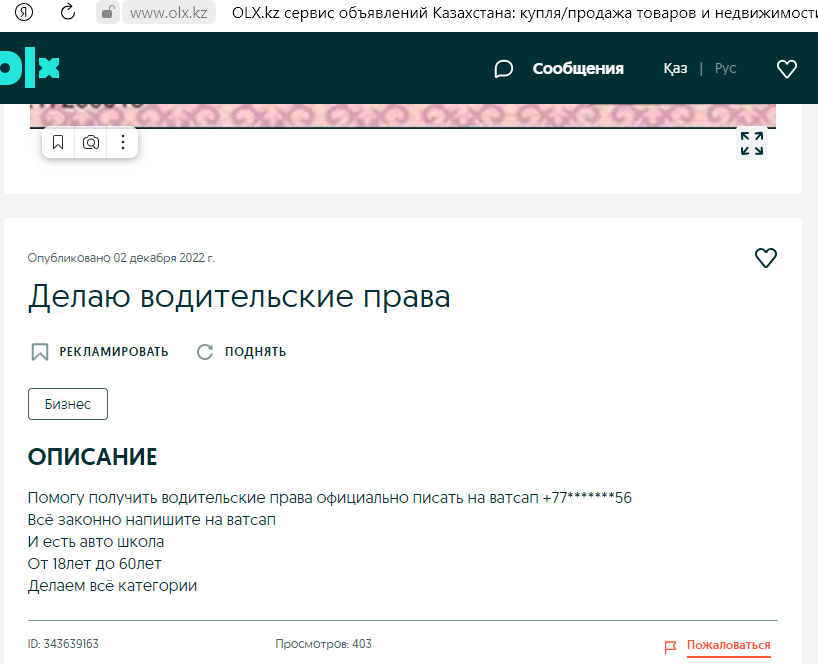 www.olx.kz OLX.kz сервис объявлений Казахстана: купля/продажа товаров и недвижимости
olx Сообщения Қаз | Рус
Опубликовано 02 декабря 2022 г.
Делаю водительские права
РЕКЛАМИРОВАТЬ ПОДНЯТЬ
Бизнес
ОПИСАНИЕ
Помогу получить водительские права официально писать на ватсап +77*******56
Всё законно напишите на ватсап
И есть авто школа
От 18лет до 60лет
Делаем всё категории
ID: 343639163 Просмотров: 403 Пожаловаться